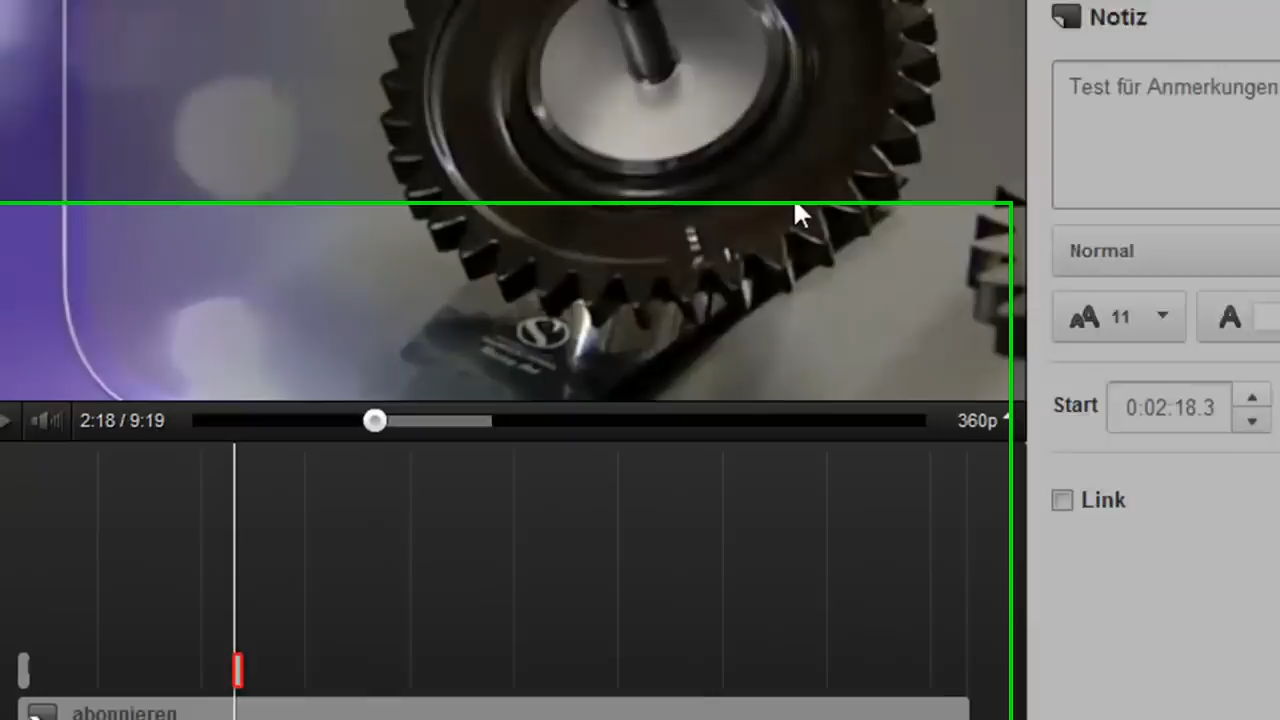 Notiz
Test für Anmerkungen
Normal
11
A
2:18 / 9:19
360p
Start
0:02:18.3
Link
abonnieren